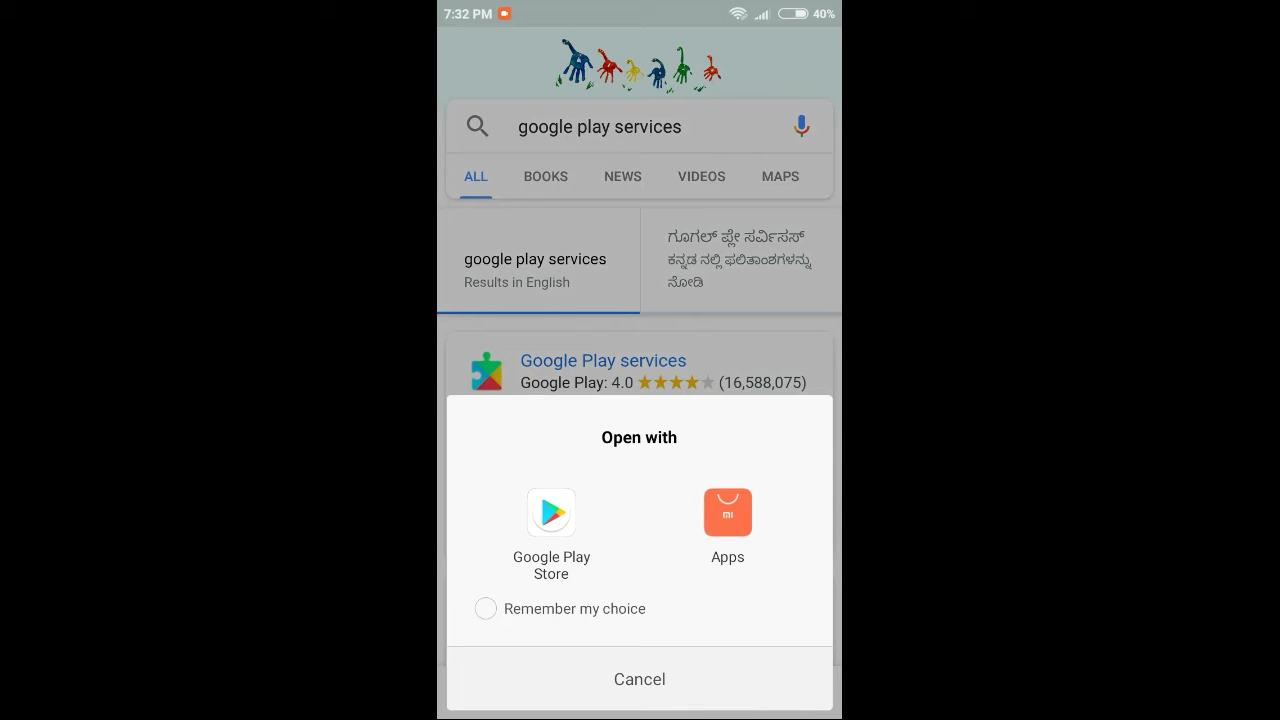 7:32 PM
40%
google play services
ALL BOOKS NEWS VIDEOS MAPS
google play services
Results in English
ಗೂಗಲ್ ಪ್ಲೇ ಸರ್ವಿಸಸ್
ಕನ್ನಡ ನಲ್ಲಿ ಫಲಿತಾಂಶಗಳನ್ನು
ನೋಡಿ
Google Play services
Google Play: 4.0 ★★★★★ (16,588,075)
Open with
mi
Google Play
Store
Apps
Remember my choice
Cancel